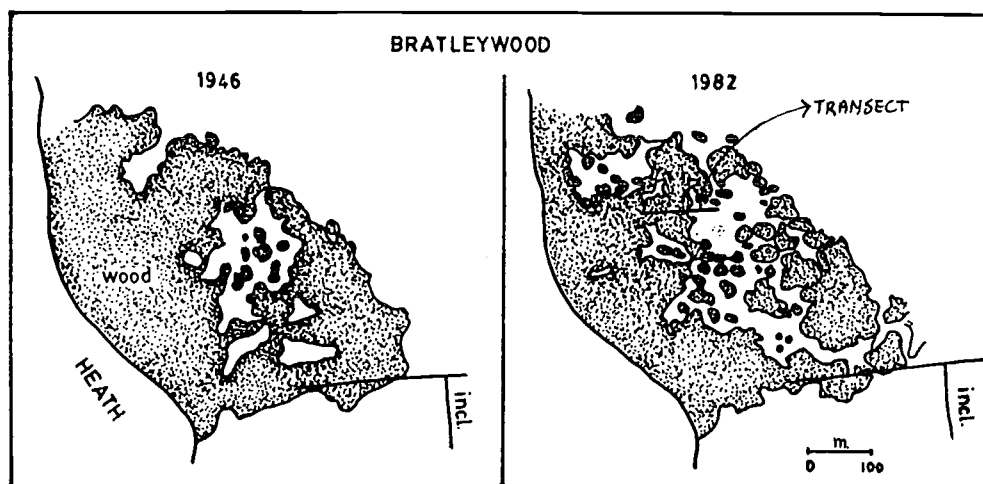 BRATLEYWOOD
1946
wood
HEATH
incl.
1982
TRANSECT
incl.
m.
0 100